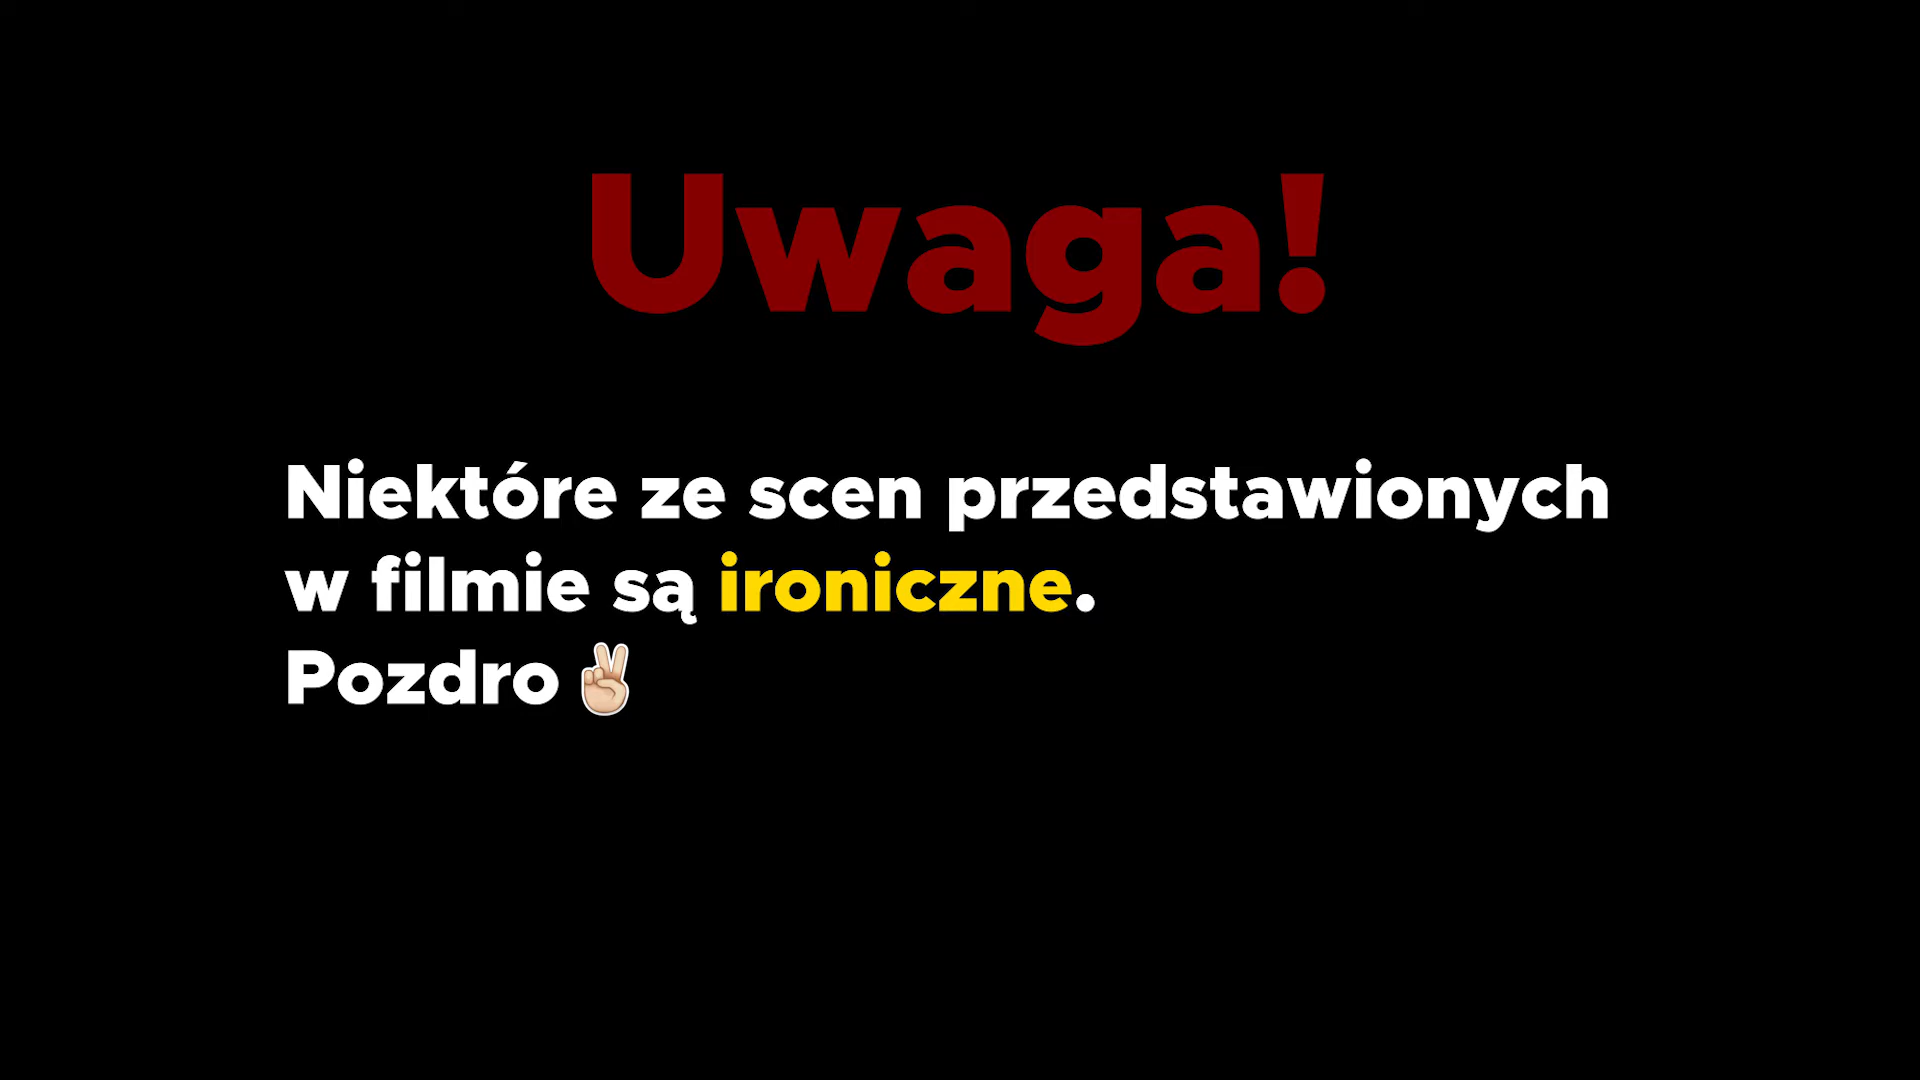 Uwaga!
Niektóre ze scen przedstawionych
w filmie są ironiczne.
Pozdro ✌🏻